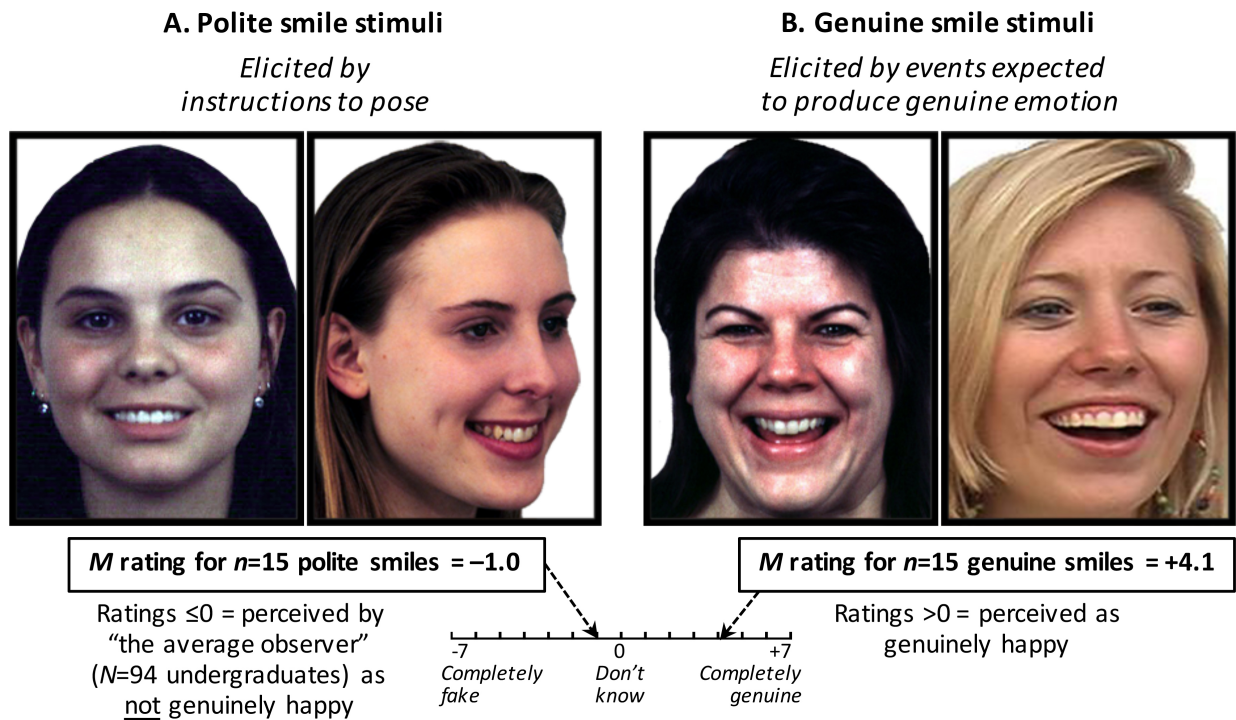 A. Polite smile stimuli
Elicited by
instructions to pose
B. Genuine smile stimuli
Elicited by events expected
to produce genuine emotion
M rating for n=15 polite smiles = –1.0
Ratings ≤0 = perceived by
“the average observer”
(N=94 undergraduates) as
not genuinely happy
M rating for n=15 genuine smiles = +4.1
Ratings >0 = perceived as
genuinely happy
-7 0 +7
Completely fake
Don’t know
Completely genuine